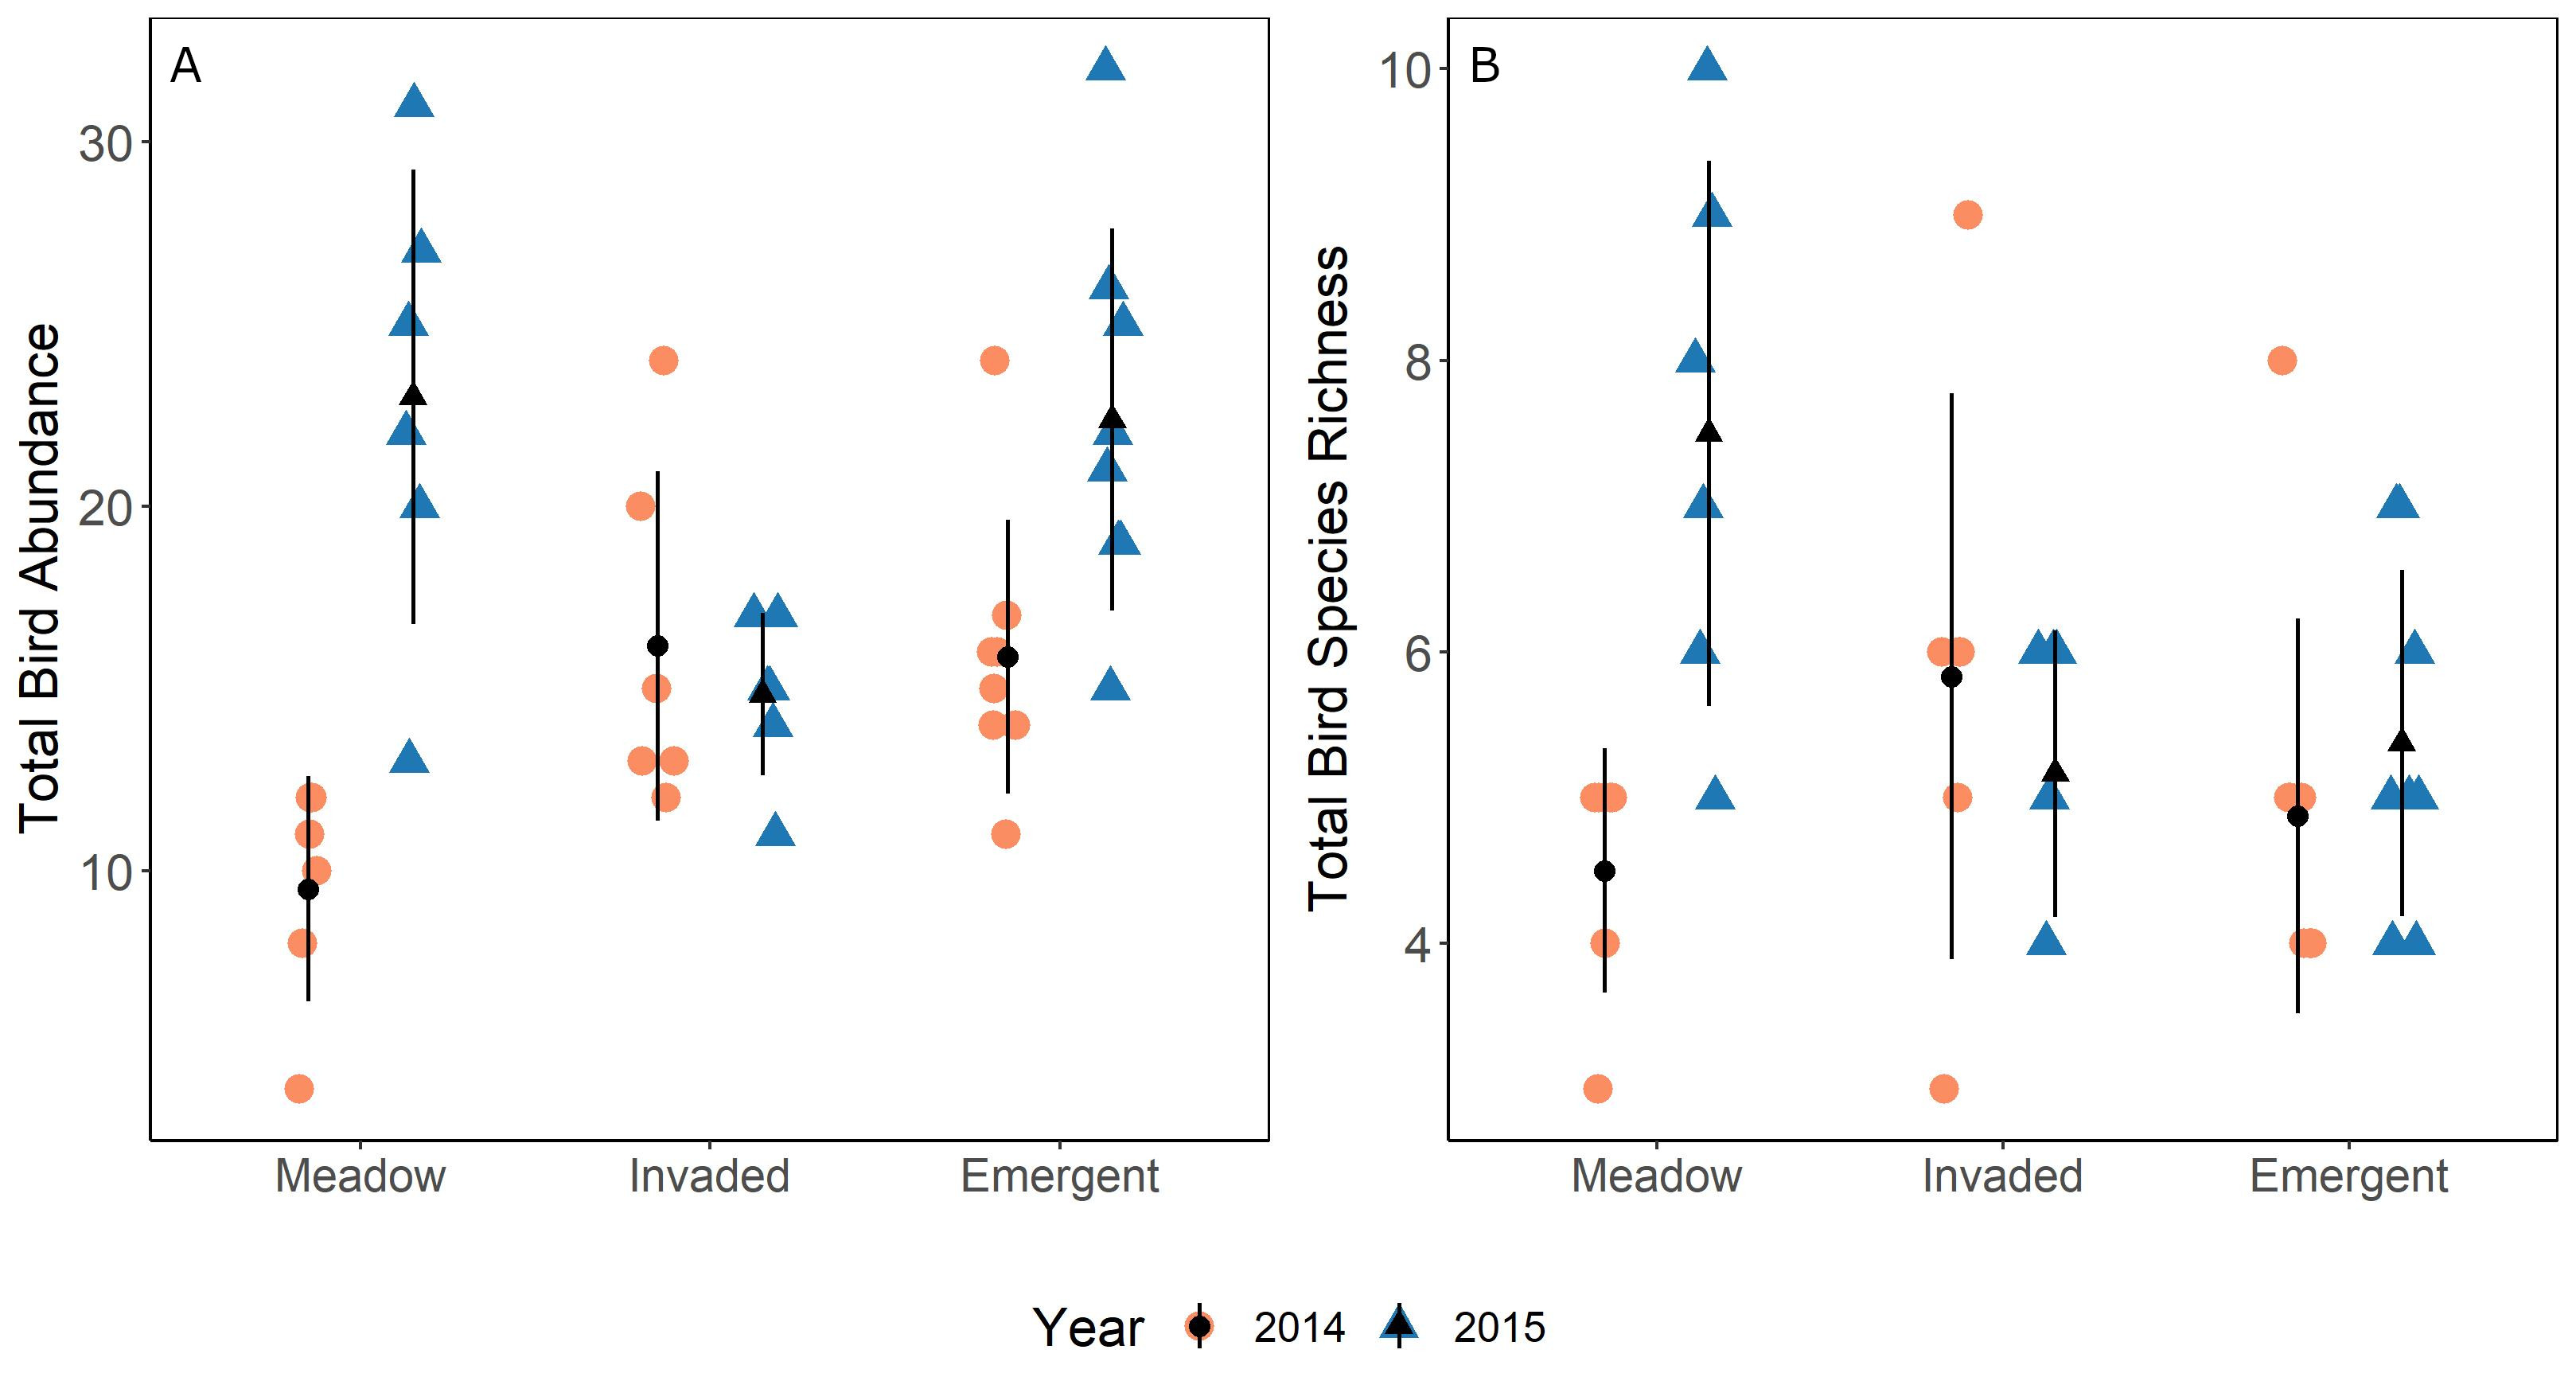 A
Total Bird Abundance
30
20
10
Meadow Invaded Emergent
B
Total Bird Species Richness
10
8
6
4
Meadow Invaded Emergent
Year 2014 2015